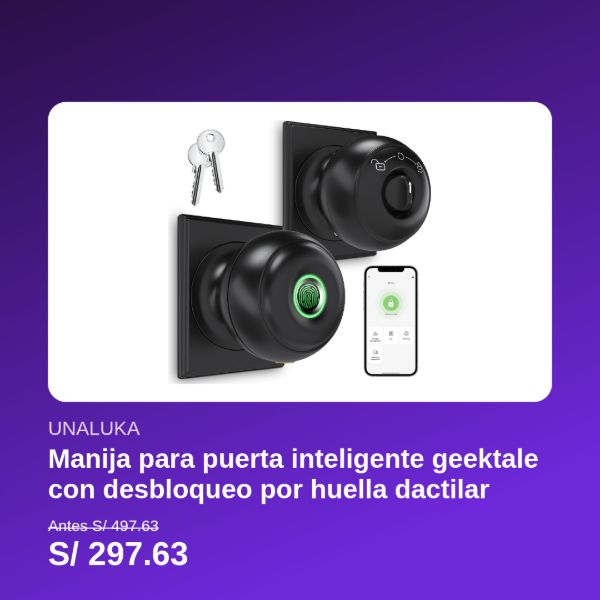 UNALUKA
Manija para puerta inteligente geektale
con desbloqueo por huella dactilar
Antes S/ 497.63
S/ 297.63